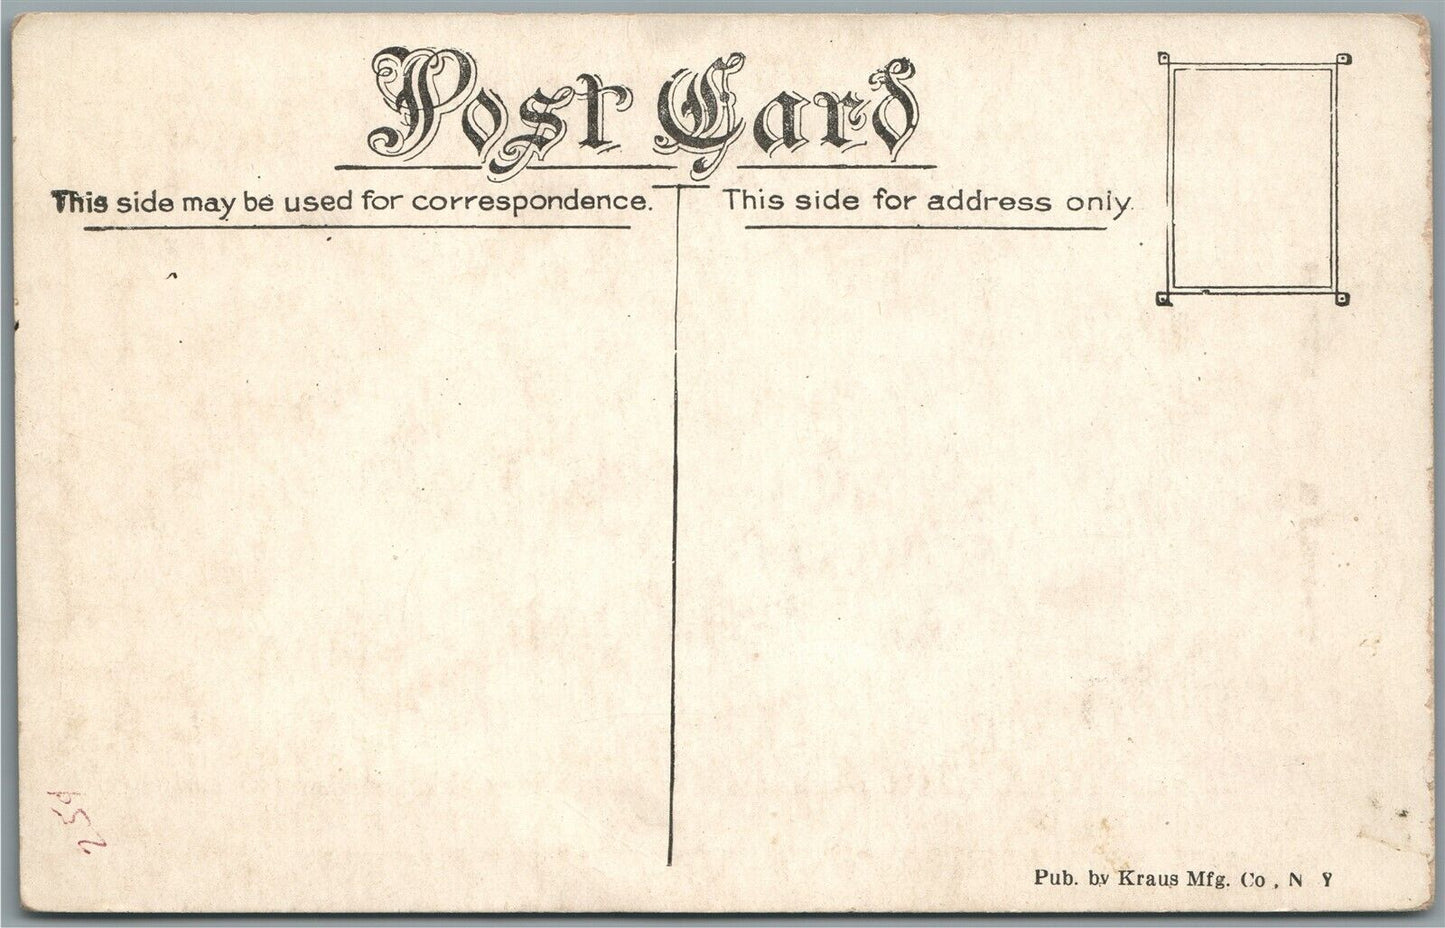 Post Card
This side may be used for correspondence.
This side for address only.
Pub. by Kraus Mfg. Co., N Y